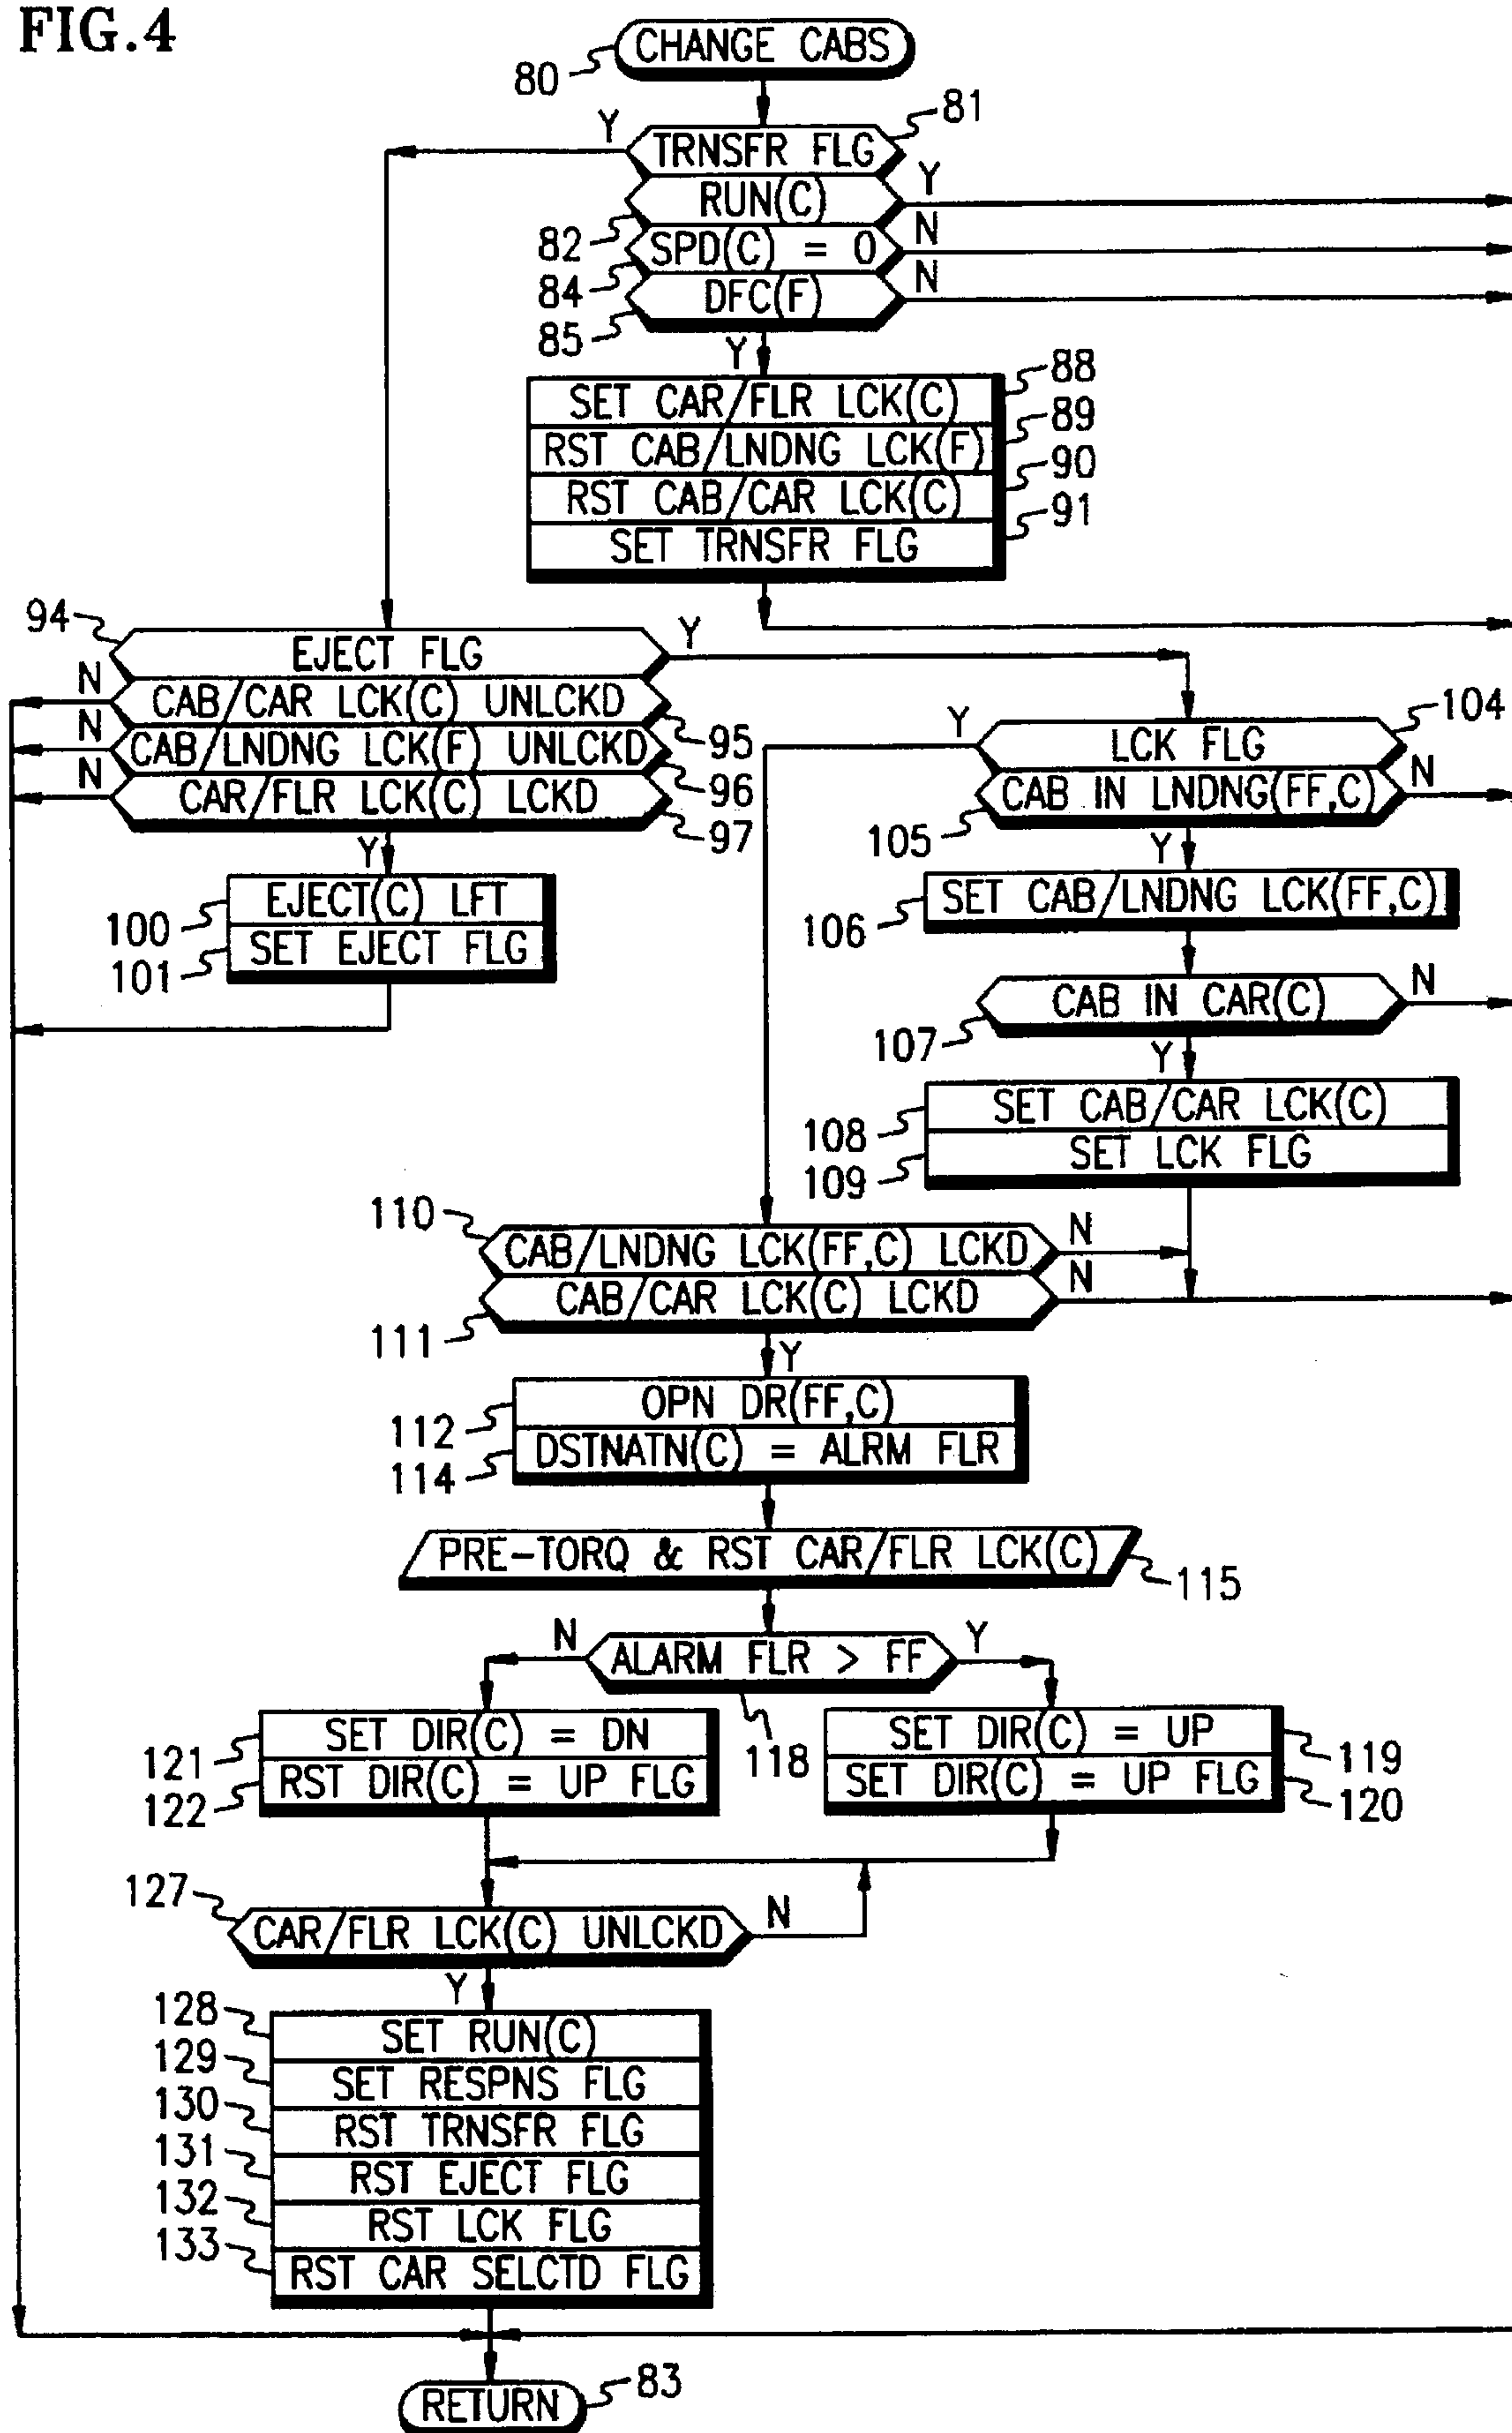 FIG.4
CHANGE CABS
80
81
Y
TRNSFR FLG
RUN(C)
Y
82
SPD(C) = 0
N
84
DFC(F)
N
85
Y
SET CAR/FLR LCK(C)
88
RST CAB/LNDNG LCK(F)
89
RST CAB/CAR LCK(C)
90
SET TRNSFR FLG
91
94
EJECT FLG
Y
N
CAB/CAR LCK(C) UNLCKD
95
N
CAB/LNDNG LCK(F) UNLCKD
96
N
CAR/FLR LCK(C) LCKD
97
Y
EJECT(C) LFT
100
SET EJECT FLG
101
Y
LCK FLG
104
CAB IN LNDNG(FF,C)
N
105
Y
SET CAB/LNDNG LCK(FF,C)
106
CAB IN CAR(C)
N
107
Y
SET CAB/CAR LCK(C)
108
SET LCK FLG
109
110
CAB/LNDNG LCK(FF,C) LCKD
N
CAB/CAR LCK(C) LCKD
N
111
Y
OPN DR(FF,C)
112
DSTNATN(C) = ALRM FLR
114
PRE-TORQ & RST CAR/FLR LCK(C)
115
N
ALARM FLR > FF
Y
118
SET DIR(C) = DN
121
RST DIR(C) = UP FLG
122
SET DIR(C) = UP
119
SET DIR(C) = UP FLG
120
127
CAR/FLR LCK(C) UNLCKD
N
Y
128
SET RUN(C)
129
SET RESPNS FLG
130
RST TRNSFR FLG
131
RST EJECT FLG
132
RST LCK FLG
133
RST CAR SELCTD FLG
RETURN
83